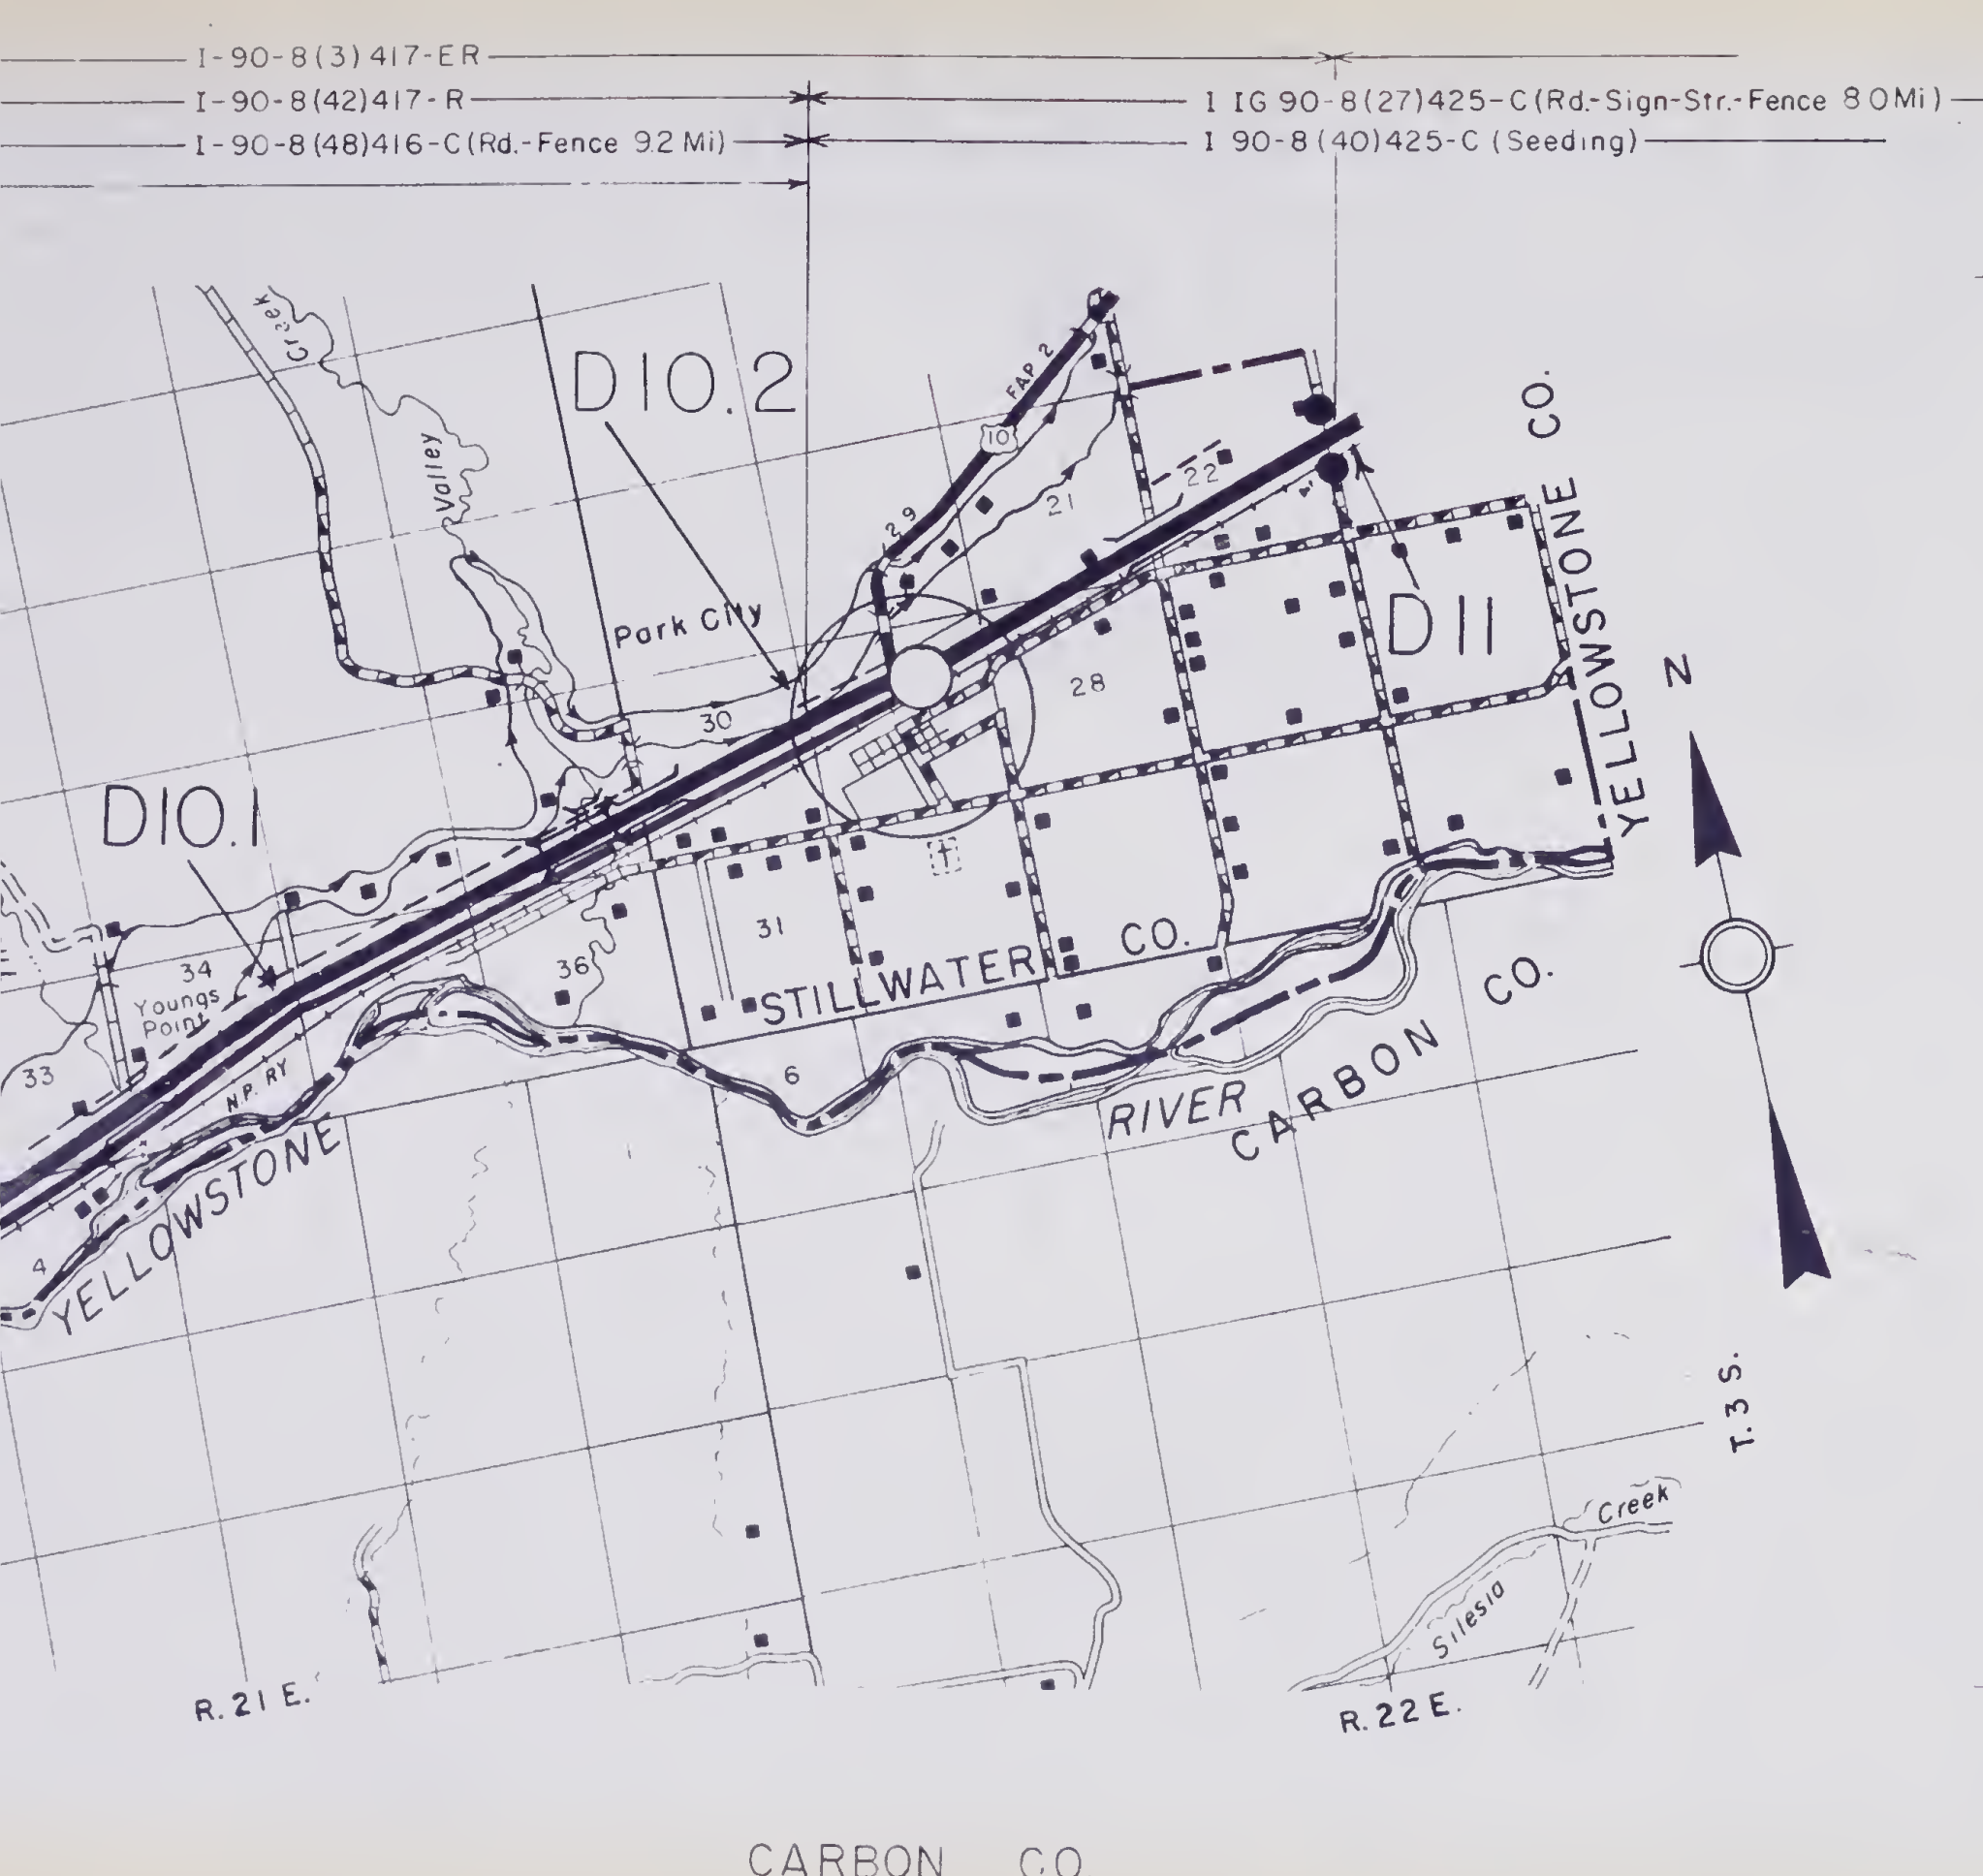 I-90-8(3)417-ER
I-90-8(42)417-R
I IG 90-8(27)425-C(Rd.-Sign-Str.-Fence 8.0Mi)
I-90-8(48)416-C(Rd.-Fence 9.2 Mi)
I 90-8(40)425-C (Seeding)
Creek
Valley
D10.2
FAP 2
10
29
21
22
YELLOWSTONE CO.
Park City
D11
N
30
28
D10.1
YELLOWSTONE
34
Youngs
Point
36
31
STILLWATER CO.
33
N.P. RY
6
CARBON CO.
RIVER
4
YELLOWSTONE
T. 3 S.
Creek
Silesia
R. 21 E.
R. 22 E.
CARBON CO